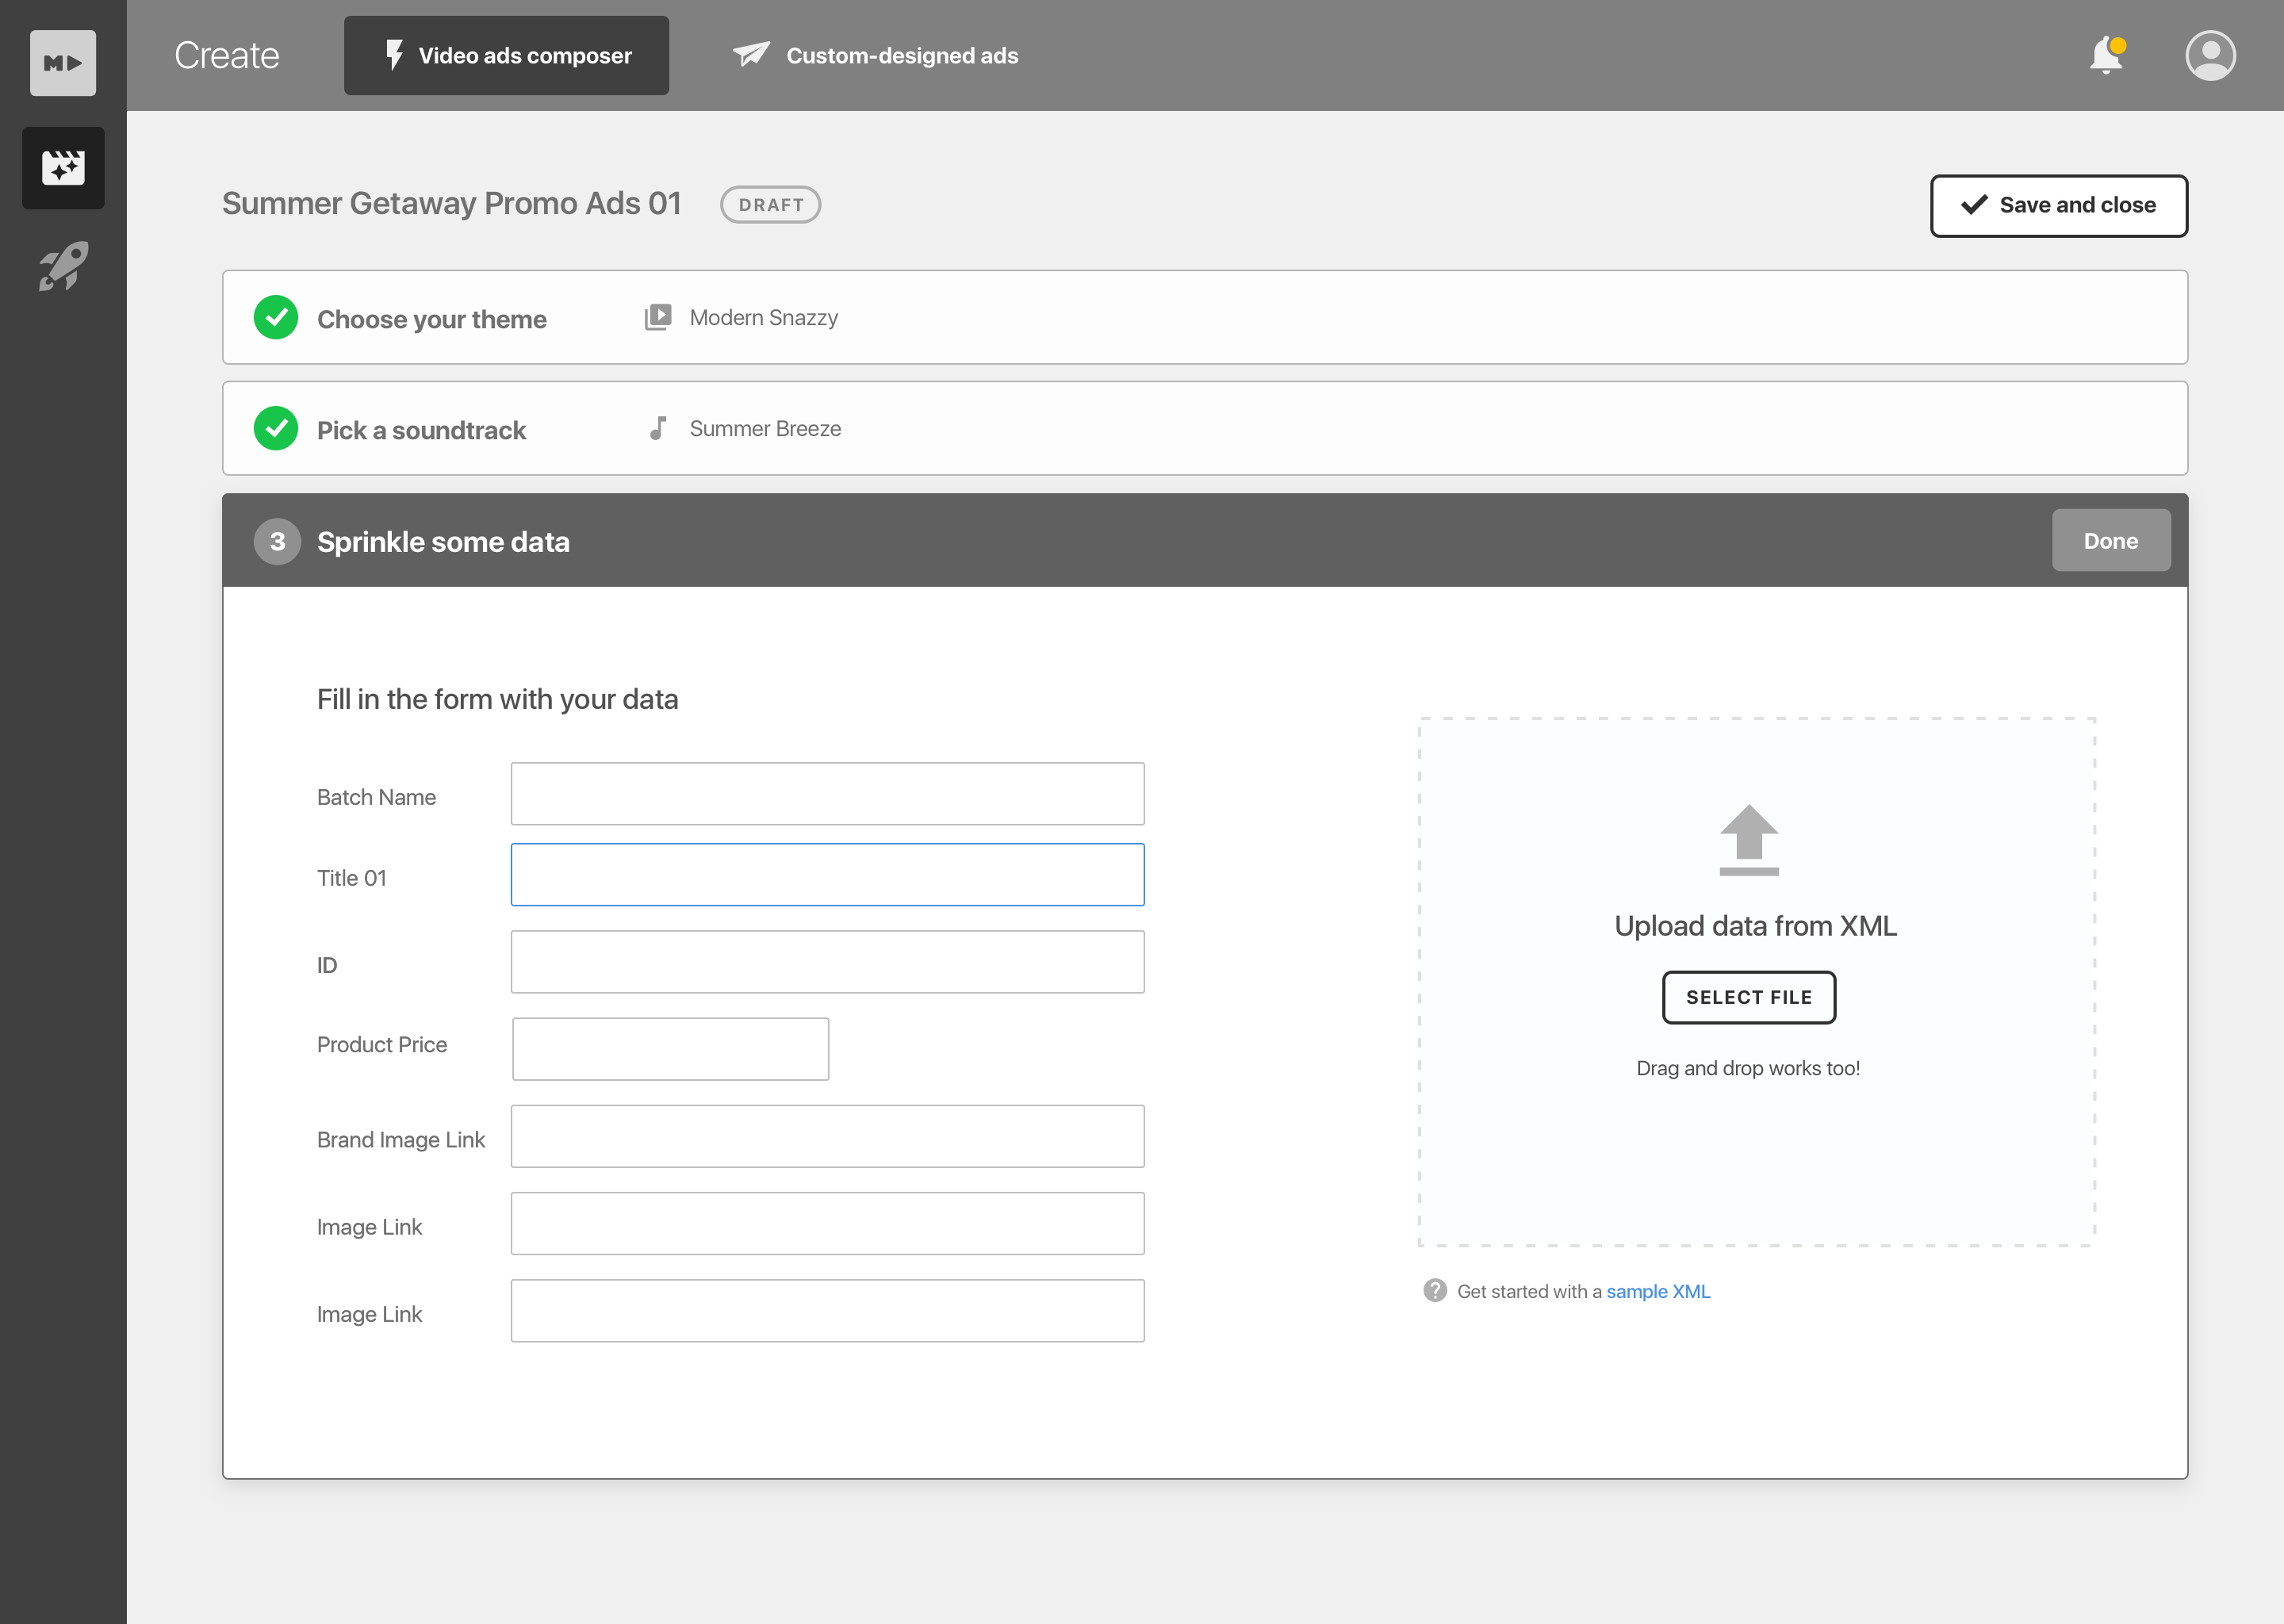 M
Create
Video ads composer
Custom-designed ads
Summer Getaway Promo Ads 01
DRAFT
Save and close
Choose your theme
Modern Snazzy
Pick a soundtrack
Summer Breeze
3
Sprinkle some data
Done
Fill in the form with your data
Batch Name
Title 01
ID
Product Price
Brand Image Link
Image Link
Image Link
Upload data from XML
SELECT FILE
Drag and drop works too!
? Get started with a sample XML